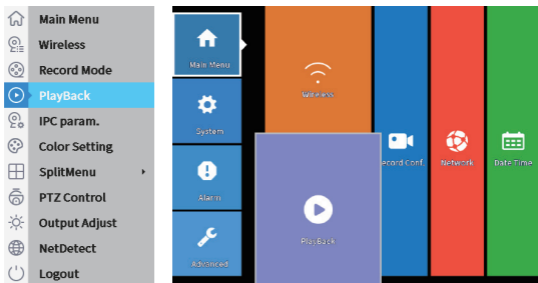 Main Menu
Wireless
Record Mode
PlayBack
IPC param.
Color Setting
SplitMenu
PTZ Control
Output Adjust
NetDetect
Logout
Main Menu
System
Alarm
Advanced
Wireless
PlayBack
ecord Conf.
Network
Date Time